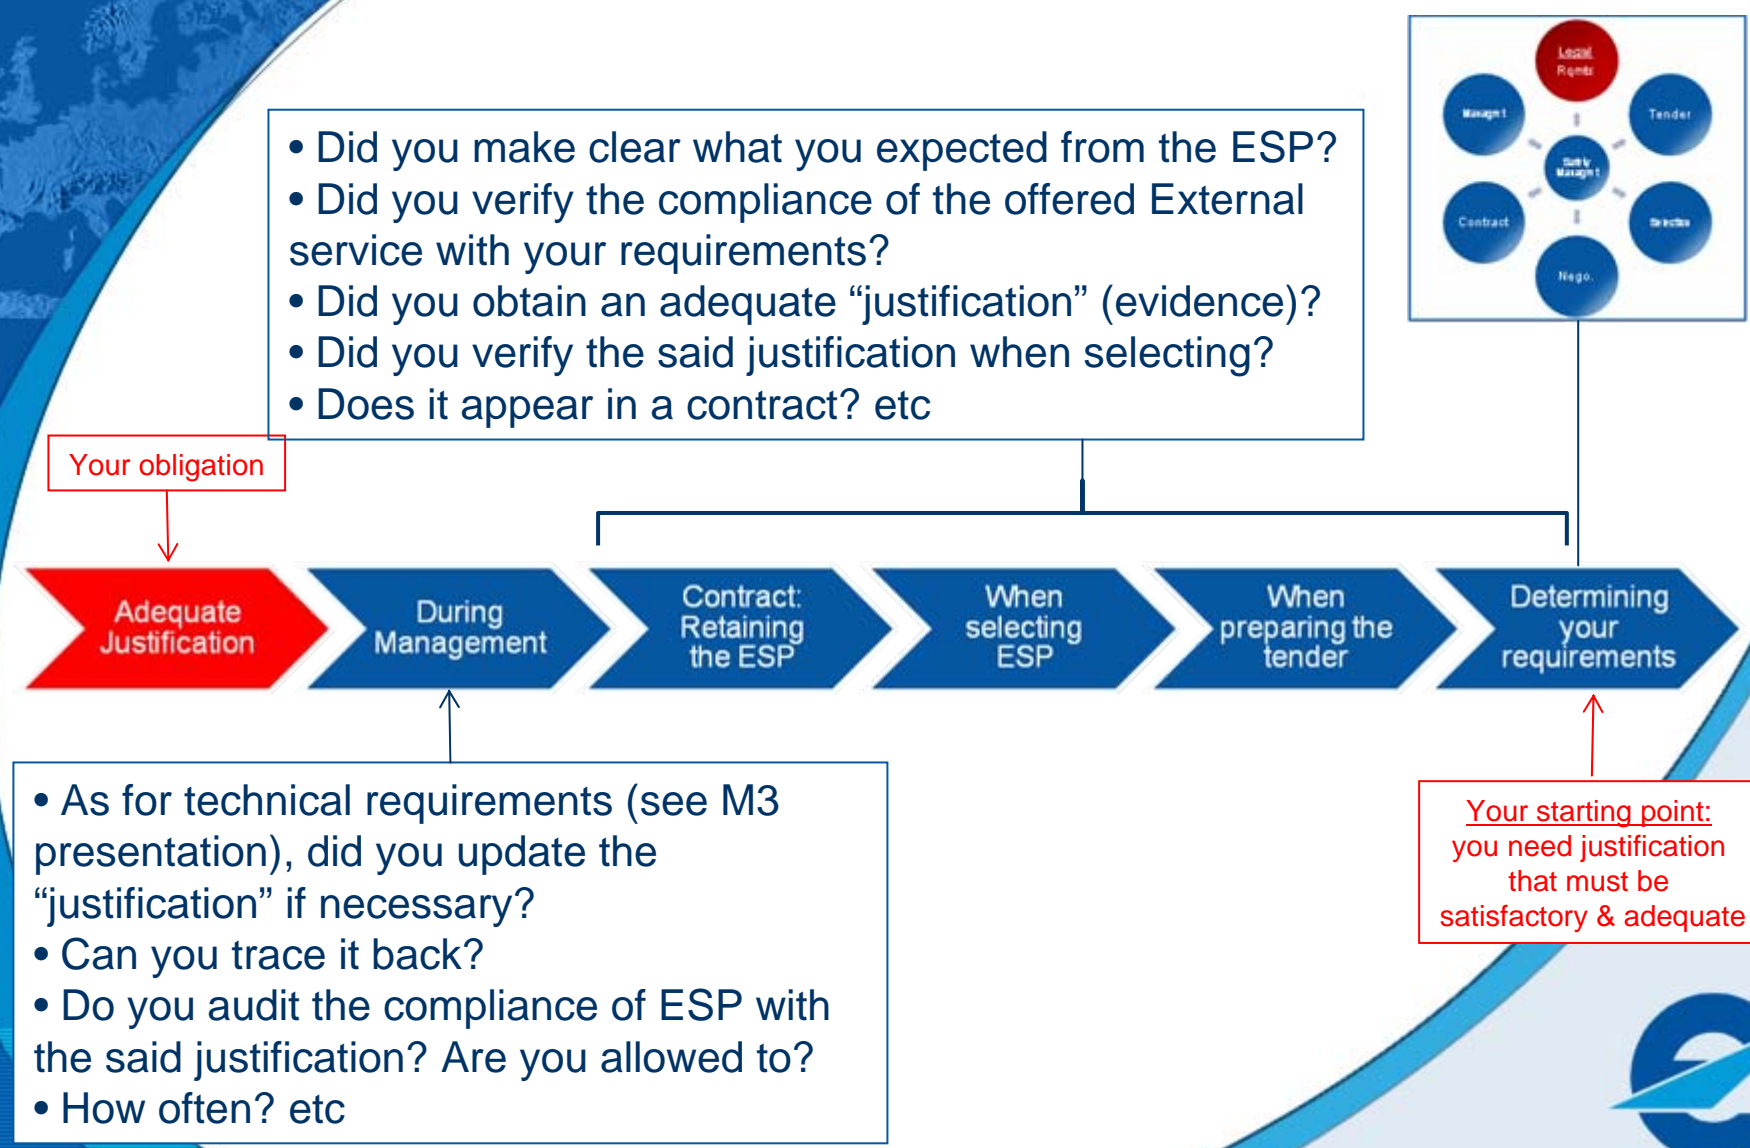 Legal
Rqmts
Managm't
Tender
Safety
Managm't
Contract
Selection
Nego.
• Did you make clear what you expected from the ESP?
• Did you verify the compliance of the offered External
service with your requirements?
• Did you obtain an adequate “justification” (evidence)?
• Did you verify the said justification when selecting?
• Does it appear in a contract? etc
Your obligation
Adequate
Justification
During
Management
Contract:
Retaining
the ESP
When
selecting
ESP
When
preparing the
tender
Determining
your
requirements
• As for technical requirements (see M3
presentation), did you update the
“justification” if necessary?
• Can you trace it back?
• Do you audit the compliance of ESP with
the said justification? Are you allowed to?
• How often? etc
Your starting point:
you need justification
that must be
satisfactory & adequate